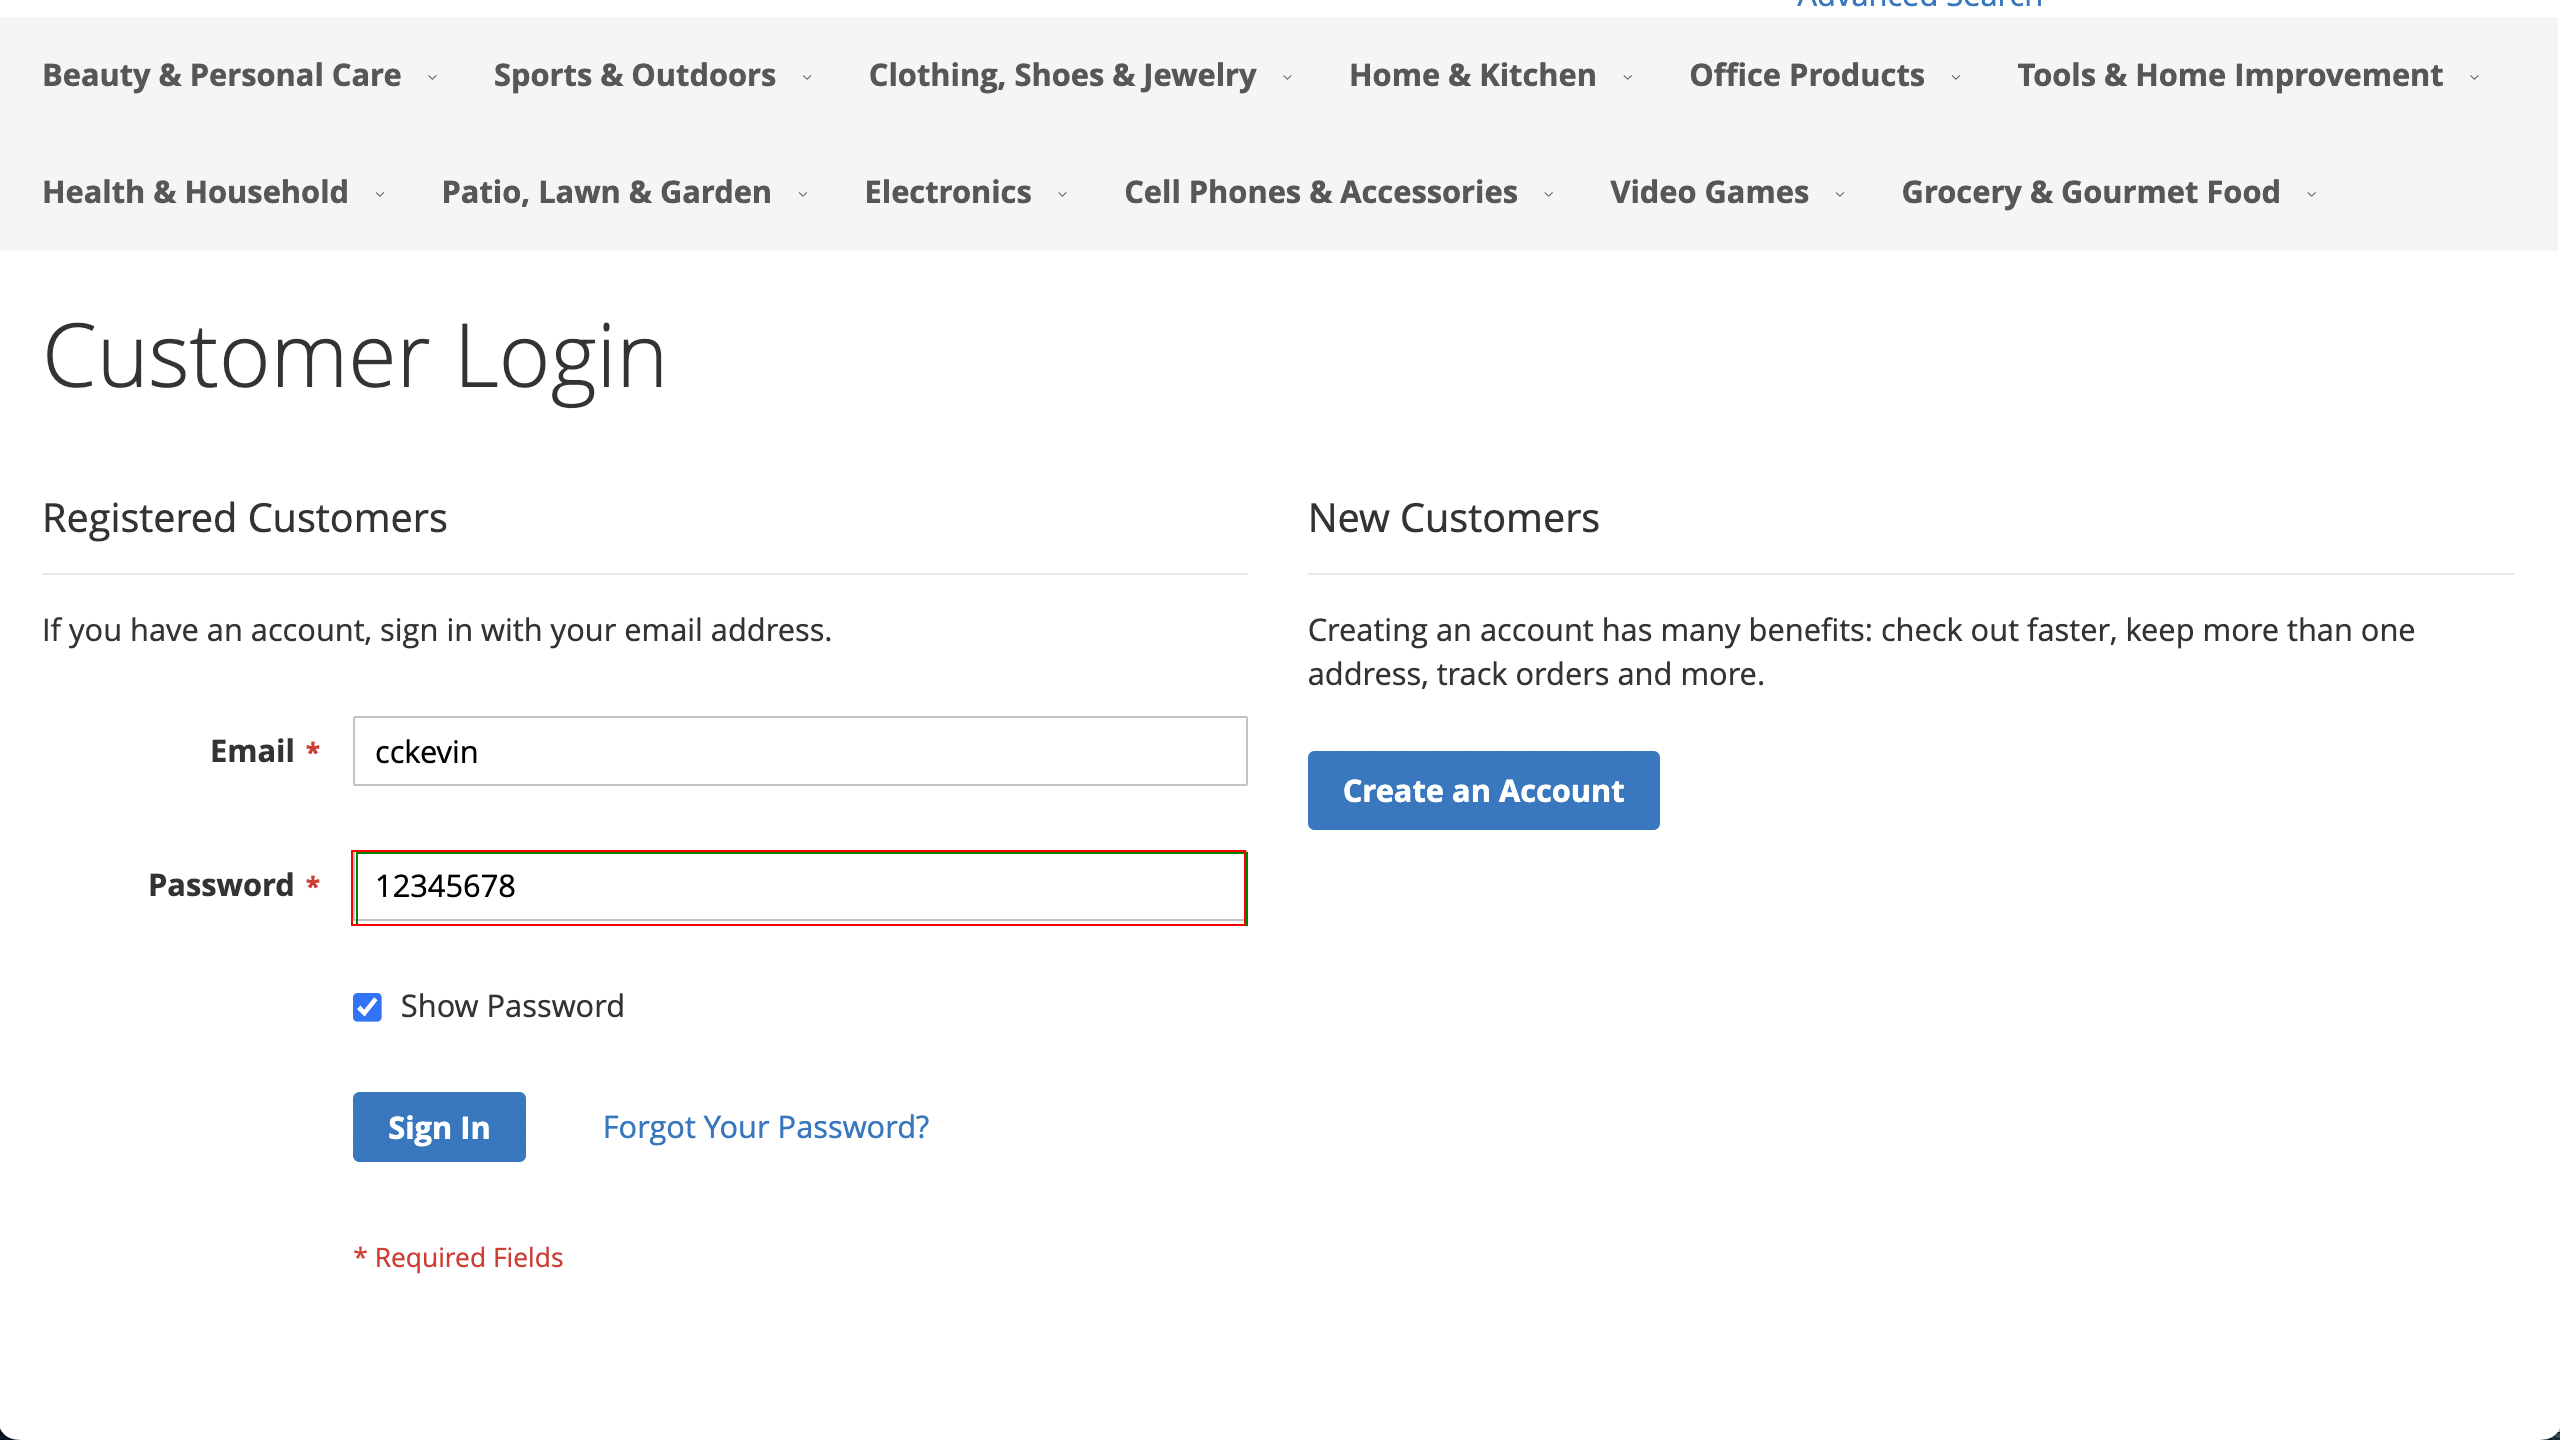 Advanced Search
Beauty & Personal Care Sports & Outdoors Clothing, Shoes & Jewelry Home & Kitchen Office Products Tools & Home Improvement
Health & Household Patio, Lawn & Garden Electronics Cell Phones & Accessories Video Games Grocery & Gourmet Food
Customer Login
Registered Customers
If you have an account, sign in with your email address.
Email *
cckevin
Password *
12345678
Show Password
Sign In
Forgot Your Password?
* Required Fields
New Customers
Creating an account has many benefits: check out faster, keep more than one
address, track orders and more.
Create an Account